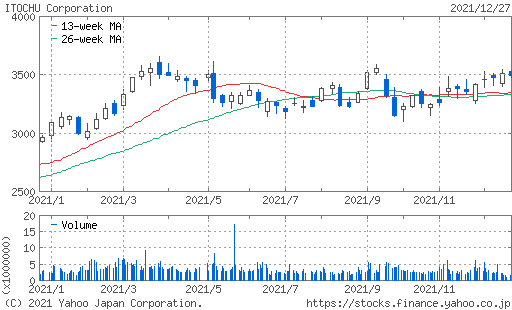 ITOCHU Corporation 2021/12/27
4000
13-week MA
26-week MA
3500
3000
2500
2021/1 2021/3 2021/5 2021/7 2021/9 2021/11
20
Volume
15
10
5
0
(x1000000)
2021/1 2021/3 2021/5 2021/7 2021/9 2021/11
(C) 2021 Yahoo Japan Corporation. https://stocks.finance.yahoo.co.jp/